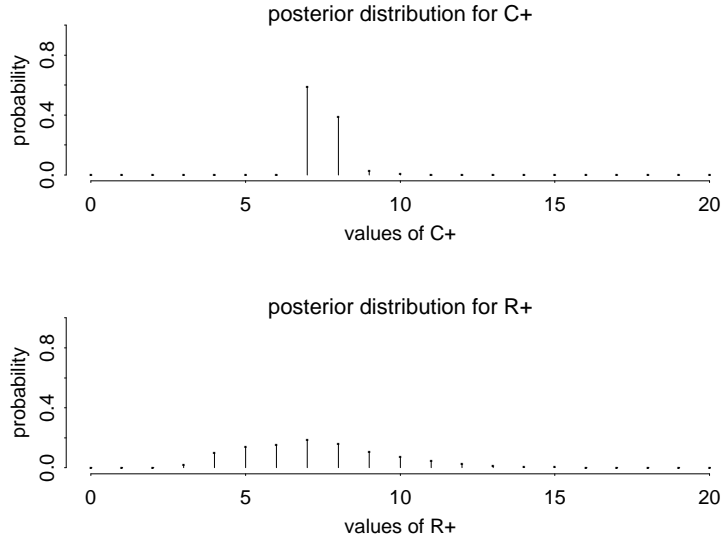 posterior distribution for C+
probability
0.8
0.4
0.0
0 5 10 15 20
values of C+
posterior distribution for R+
probability
0.8
0.4
0.0
0 5 10 15 20
values of R+